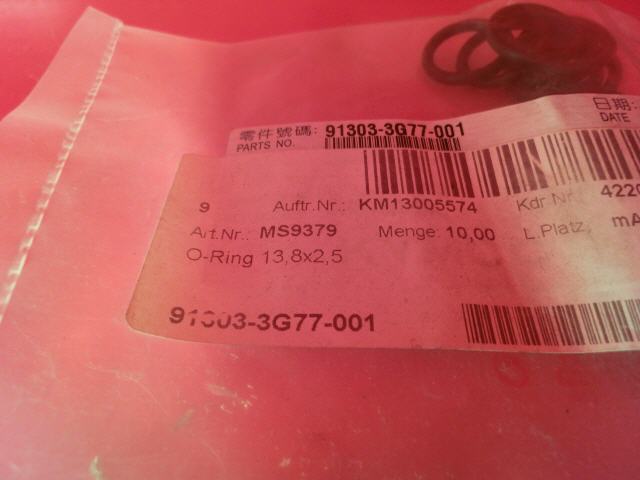 零件號碼: 91303-3G77-001
PARTS NO.
日期:
DATE
9 Auftr.Nr.: KM13005574 Kdr Nr.
Art.Nr.: MS9379 Menge: 10,00 L.Platz
O-Ring 13,8x2,5
91303-3G77-001